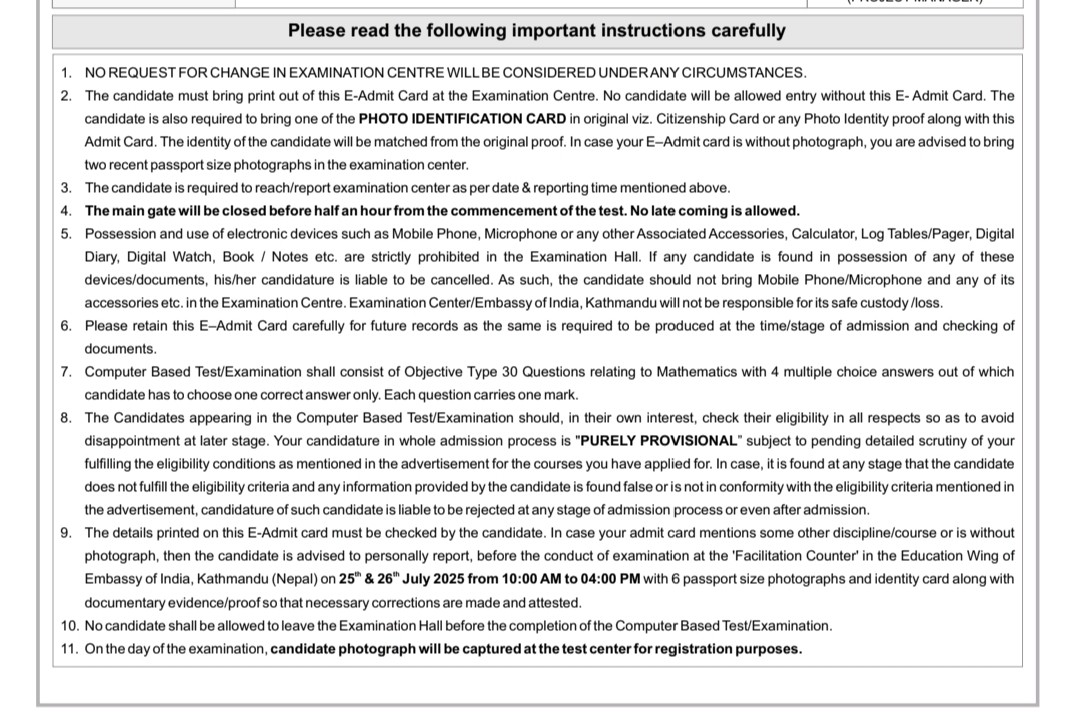 Please read the following important instructions carefully
1. NO REQUEST FOR CHANGE IN EXAMINATION CENTRE WILL BE CONSIDERED UNDER ANY CIRCUMSTANCES.
2. The candidate must bring print out of this E-Admit Card at the Examination Centre. No candidate will be allowed entry without this E- Admit Card. The
candidate is also required to bring one of the PHOTO IDENTIFICATION CARD in original viz. Citizenship Card or any Photo Identity proof along with this
Admit Card. The identity of the candidate will be matched from the original proof. In case your E–Admit card is without photograph, you are advised to bring
two recent passport size photographs in the examination center.
3. The candidate is required to reach/report examination center as per date & reporting time mentioned above.
4. The main gate will be closed before half an hour from the commencement of the test. No late coming is allowed.
5. Possession and use of electronic devices such as Mobile Phone, Microphone or any other Associated Accessories, Calculator, Log Tables/Pager, Digital
Diary, Digital Watch, Book / Notes etc. are strictly prohibited in the Examination Hall. If any candidate is found in possession of any of these
devices/documents, his/her candidature is liable to be cancelled. As such, the candidate should not bring Mobile Phone/Microphone and any of its
accessories etc. in the Examination Centre. Examination Center/Embassy of India, Kathmandu will not be responsible for its safe custody /loss.
6. Please retain this E–Admit Card carefully for future records as the same is required to be produced at the time/stage of admission and checking of
documents.
7. Computer Based Test/Examination shall consist of Objective Type 30 Questions relating to Mathematics with 4 multiple choice answers out of which
candidate has to choose one correct answer only. Each question carries one mark.
8. The Candidates appearing in the Computer Based Test/Examination should, in their own interest, check their eligibility in all respects so as to avoid
disappointment at later stage. Your candidature in whole admission process is "PURELY PROVISIONAL" subject to pending detailed scrutiny of your
fulfilling the eligibility conditions as mentioned in the advertisement for the courses you have applied for. In case, it is found at any stage that the candidate
does not fulfill the eligibility criteria and any information provided by the candidate is found false or is not in conformity with the eligibility criteria mentioned in
the advertisement, candidature of such candidate is liable to be rejected at any stage of admission process or even after admission.
9. The details printed on this E-Admit card must be checked by the candidate. In case your admit card mentions some other discipline/course or is without
photograph, then the candidate is advised to personally report, before the conduct of examination at the 'Facilitation Counter' in the Education Wing of
Embassy of India, Kathmandu (Nepal) on 25th & 26th July 2025 from 10:00 AM to 04:00 PM with 6 passport size photographs and identity card along with
documentary evidence/proof so that necessary corrections are made and attested.
10. No candidate shall be allowed to leave the Examination Hall before the completion of the Computer Based Test/Examination.
11. On the day of the examination, candidate photograph will be captured at the test center for registration purposes.